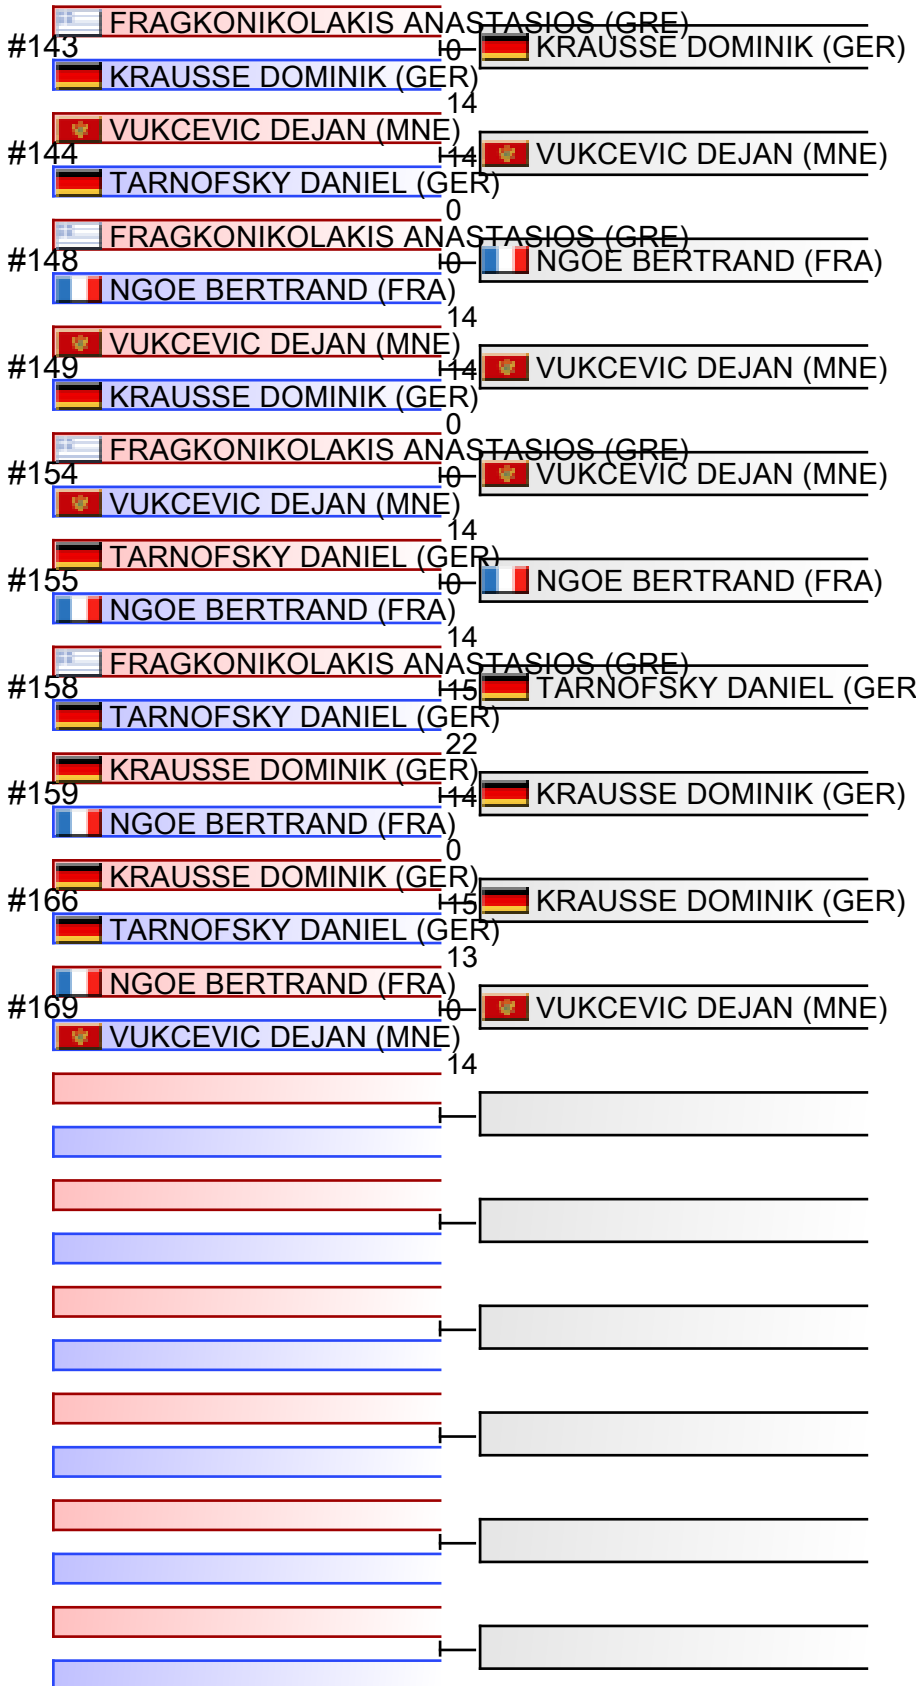 FRAGKONIKOLAKIS ANASTASIOS (GRE)
#143 0 KRAUSSE DOMINIK (GER)
KRAUSSE DOMINIK (GER)
14
VUKCEVIC DEJAN (MNE)
#144 14 VUKCEVIC DEJAN (MNE)
TARNOFSKY DANIEL (GER)
0
FRAGKONIKOLAKIS ANASTASIOS (GRE)
#148 0 NGOE BERTRAND (FRA)
NGOE BERTRAND (FRA)
14
VUKCEVIC DEJAN (MNE)
#149 14 VUKCEVIC DEJAN (MNE)
KRAUSSE DOMINIK (GER)
0
FRAGKONIKOLAKIS ANASTASIOS (GRE)
#154 0 VUKCEVIC DEJAN (MNE)
VUKCEVIC DEJAN (MNE)
14
TARNOFSKY DANIEL (GER)
#155 0 NGOE BERTRAND (FRA)
NGOE BERTRAND (FRA)
14
FRAGKONIKOLAKIS ANASTASIOS (GRE)
#158 15 TARNOFSKY DANIEL (GER
TARNOFSKY DANIEL (GER)
22
KRAUSSE DOMINIK (GER)
#159 14 KRAUSSE DOMINIK (GER)
NGOE BERTRAND (FRA)
0
KRAUSSE DOMINIK (GER)
#166 15 KRAUSSE DOMINIK (GER)
TARNOFSKY DANIEL (GER)
13
NGOE BERTRAND (FRA)
#169 0 VUKCEVIC DEJAN (MNE)
VUKCEVIC DEJAN (MNE)
14